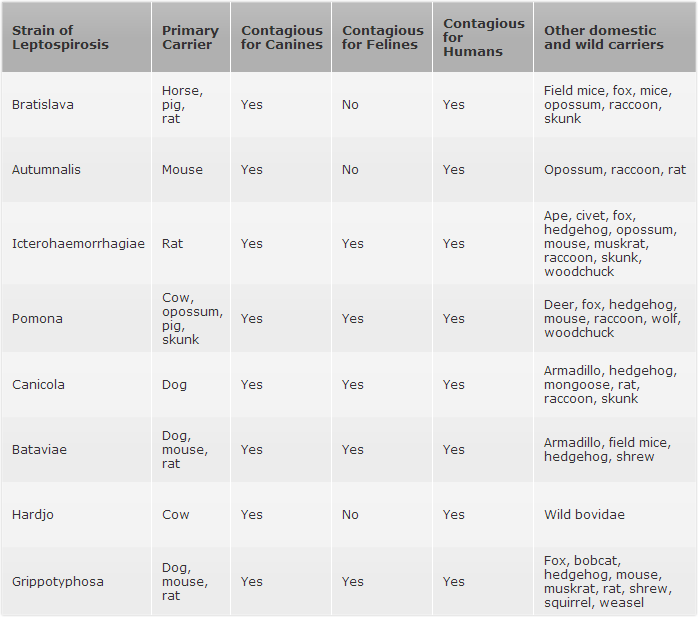 Strain of Leptospirosis
Primary Carrier
Contagious for Canines
Contagious for Felines
Contagious for Humans
Other domestic and wild carriers
Bratislava
Horse, pig, rat
Yes
No
Yes
Field mice, fox, mice, opossum, raccoon, skunk
Autumnalis
Mouse
Yes
No
Yes
Opossum, raccoon, rat
Icterohaemorrhagiae
Rat
Yes
Yes
Yes
Ape, civet, fox, hedgehog, opossum, mouse, muskrat, raccoon, skunk, woodchuck
Pomona
Cow, opossum, pig, skunk
Yes
Yes
Yes
Deer, fox, hedgehog, mouse, raccoon, wolf, woodchuck
Canicola
Dog
Yes
Yes
Yes
Armadillo, hedgehog, mongoose, rat, raccoon, skunk
Bataviae
Dog, mouse, rat
Yes
Yes
Yes
Armadillo, field mice, hedgehog, shrew
Hardjo
Cow
Yes
No
Yes
Wild bovidae
Grippotyphosa
Dog, mouse, rat
Yes
Yes
Yes
Fox, bobcat, hedgehog, mouse, muskrat, rat, shrew, squirrel, weasel